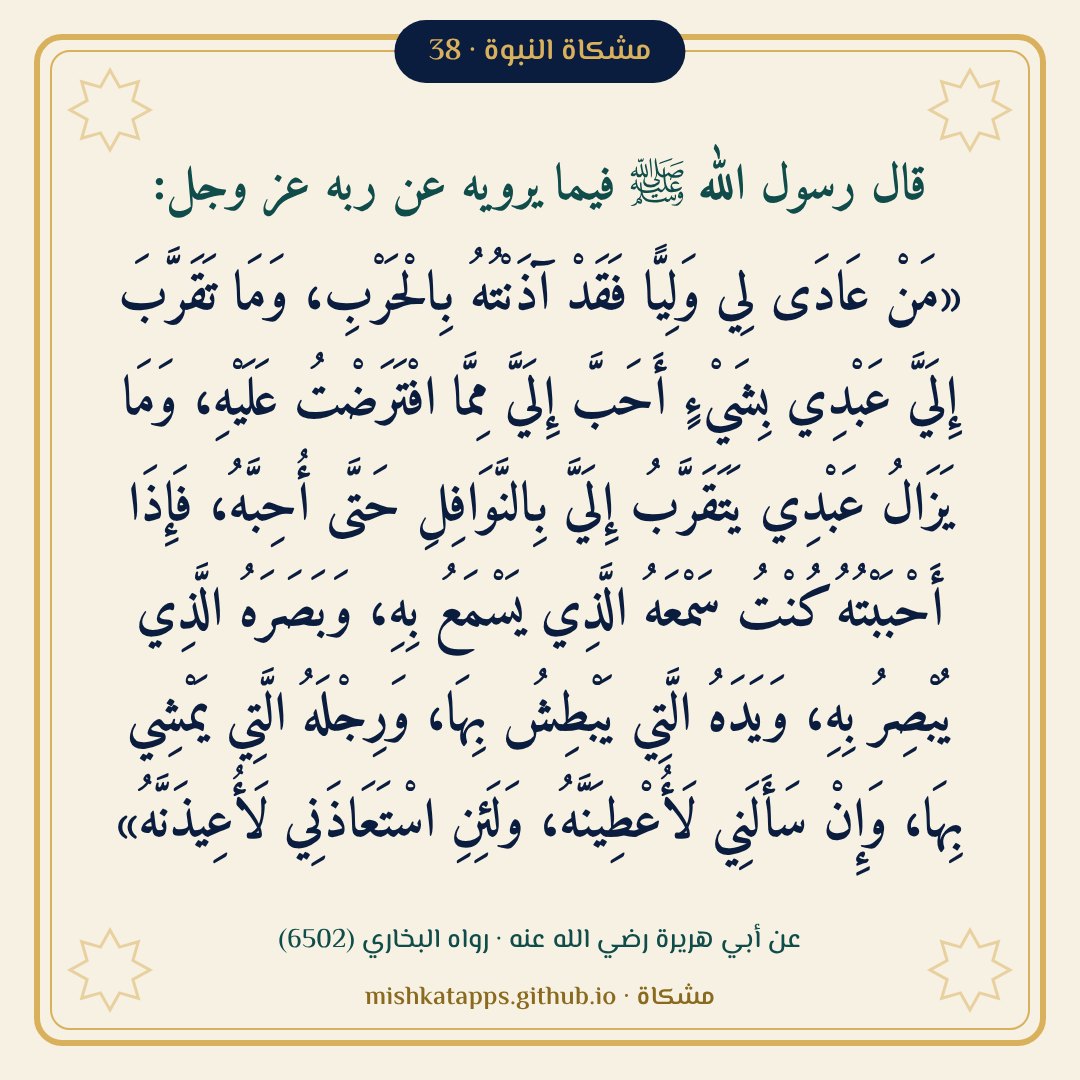 مشكاة النبوة · 38
قال رسول الله ﷺ فيما يرويه عن ربه عز وجل:
«مَنْ عَادَى لِي وَلِيًّا فَقَدْ آذَنْتُهُ بِالْحَرْبِ، وَمَا تَقَرَّبَ
إِلَيَّ عَبْدِي بِشَيْءٍ أَحَبَّ إِلَيَّ مِمَّا افْتَرَضْتُ عَلَيْهِ، وَمَا
يَزَالُ عَبْدِي يَتَقَرَّبُ إِلَيَّ بِالنَّوَافِلِ حَتَّى أُحِبَّهُ، فَإِذَا
أَحْبَبْتُهُ كُنْتُ سَمْعَهُ الَّذِي يَسْمَعُ بِهِ، وَبَصَرَهُ الَّذِي
يُبْصِرُ بِهِ، وَيَدَهُ الَّتِي يَبْطِشُ بِهَا، وَرِجْلَهُ الَّتِي يَمْشِي
بِهَا، وَإِنْ سَأَلَنِي لَأُعْطِيَنَّهُ، وَلَئِنِ اسْتَعَاذَنِي لَأُعِيذَنَّهُ»
عن أبي هريرة رضي الله عنه · رواه البخاري (6502)
مشكاة · mishkatapps.github.io